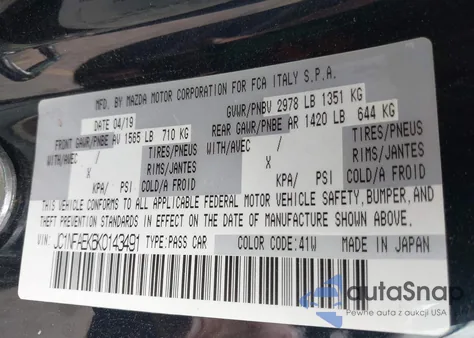 MFD. BY MAZDA MOTOR CORPORATION FOR FCA ITALY S.P.A.
DATE 04/19 GVWR/PNBV 2978 LB 1351 KG
FRONT GAWR/PNBE AV 1565 LB 710 KG REAR GAWR/PNBE AR 1420 LB 644 KG
WITH/AVEC / TIRES/PNEUS WITH/AVEC / TIRES/PNEUS
X RIMS/JANTES X RIMS/JANTES
KPA/ PSI COLD/A FROID KPA/ PSI COLD/A FROID
THIS VEHICLE CONFORMS TO ALL APPLICABLE FEDERAL MOTOR VEHICLE SAFETY, BUMPER, AND
THEFT PREVENTION STANDARDS IN EFFECT ON THE DATE OF MANUFACTURE SHOWN ABOVE.
VIN: JC1NFAEK6K0143491 TYPE:PASS CAR COLOR CODE:41W MADE IN JAPAN
autaSnap
Pewne zakupy aut z USA